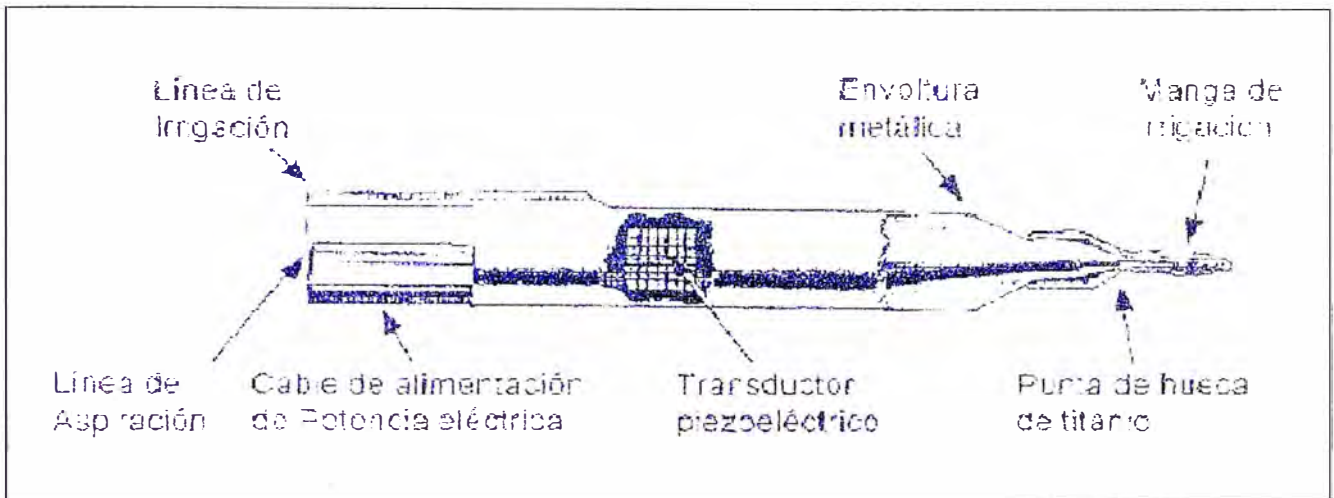 Línea de
Irrigación
Envoltura
metálica
Manga de
irrigación
Línea de
Aspiración
Cable de alimentación
de Potencia eléctrica
Transductor
piezoeléctrico
Punta de hueca
de titanio